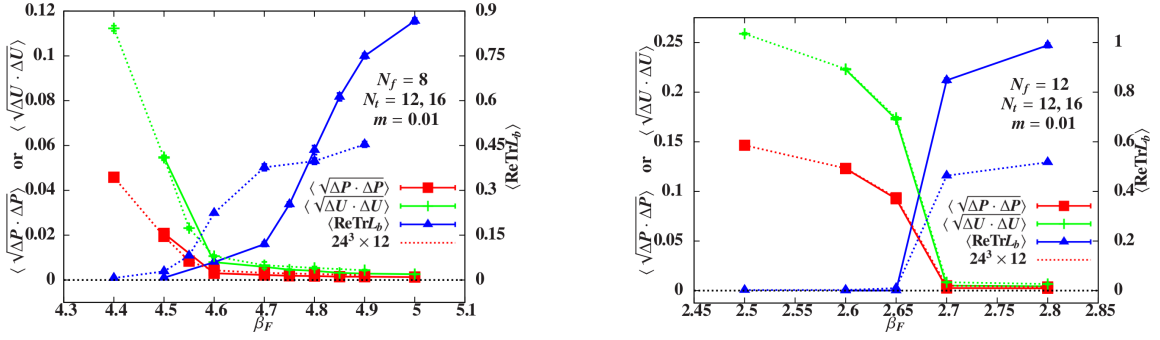 0.12
0.1
0.08
0.06
0.04
0.02
0
⟨√ΔP · ΔP⟩ or ⟨√ΔU · ΔU⟩
0.9
0.75
0.6
0.45
0.3
0.15
0
⟨ReTrL_b⟩
N_f = 8
N_t = 12, 16
m = 0.01
⟨√ΔP · ΔP⟩
⟨√ΔU · ΔU⟩
⟨ReTrL_b⟩
24³ × 12
4.3 4.4 4.5 4.6 4.7 4.8 4.9 5.0 5.1
β_F
0.25
0.2
0.15
0.1
0.05
0
⟨√ΔP · ΔP⟩ or ⟨√ΔU · ΔU⟩
1
0.8
0.6
0.4
0.2
0
⟨ReTrL_b⟩
N_f = 12
N_t = 12, 16
m = 0.01
⟨√ΔP · ΔP⟩
⟨√ΔU · ΔU⟩
⟨ReTrL_b⟩
24³ × 12
2.45 2.5 2.55 2.6 2.65 2.7 2.75 2.8 2.85
β_F